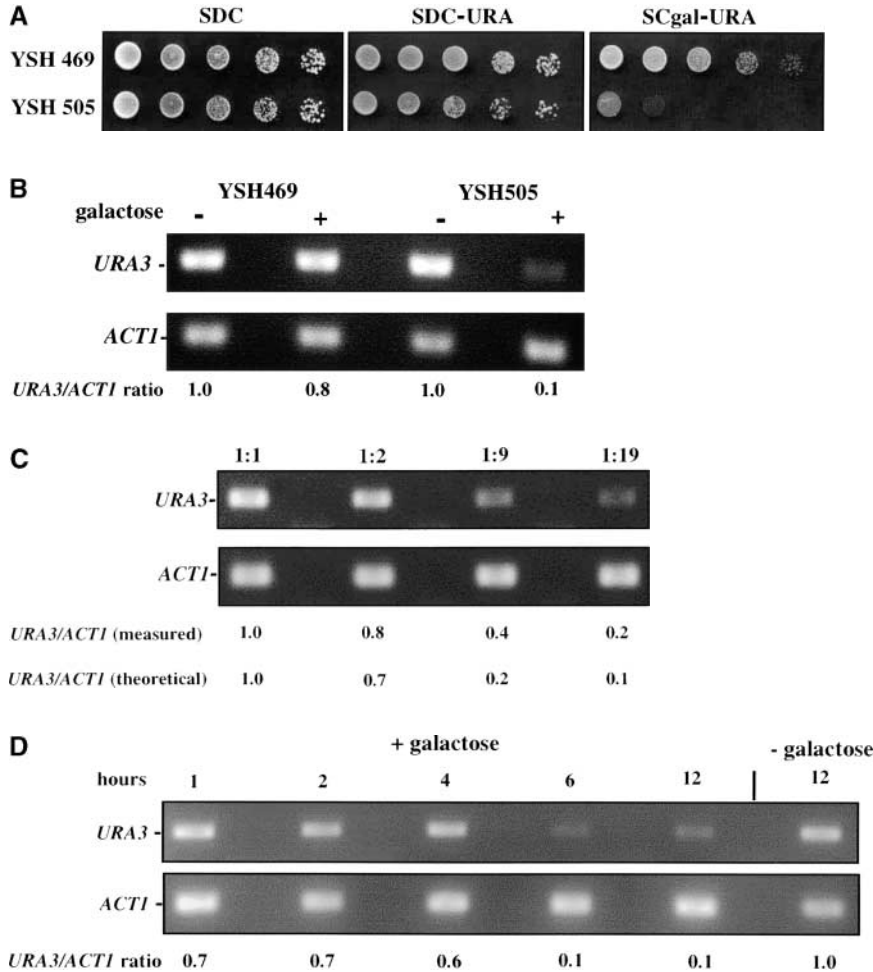 A
SDC SDC-URA SCgal-URA
YSH 469
YSH 505
B
YSH469 YSH505
galactose - + - +
URA3 -
ACT1-
URA3/ACT1 ratio 1.0 0.8 1.0 0.1
C
1:1 1:2 1:9 1:19
URA3-
ACT1-
URA3/ACT1 (measured) 1.0 0.8 0.4 0.2
URA3/ACT1 (theoretical) 1.0 0.7 0.2 0.1
D
+ galactose - galactose
hours 1 2 4 6 12 | 12
URA3 -
ACT1 -
URA3/ACT1 ratio 0.7 0.7 0.6 0.1 0.1 1.0